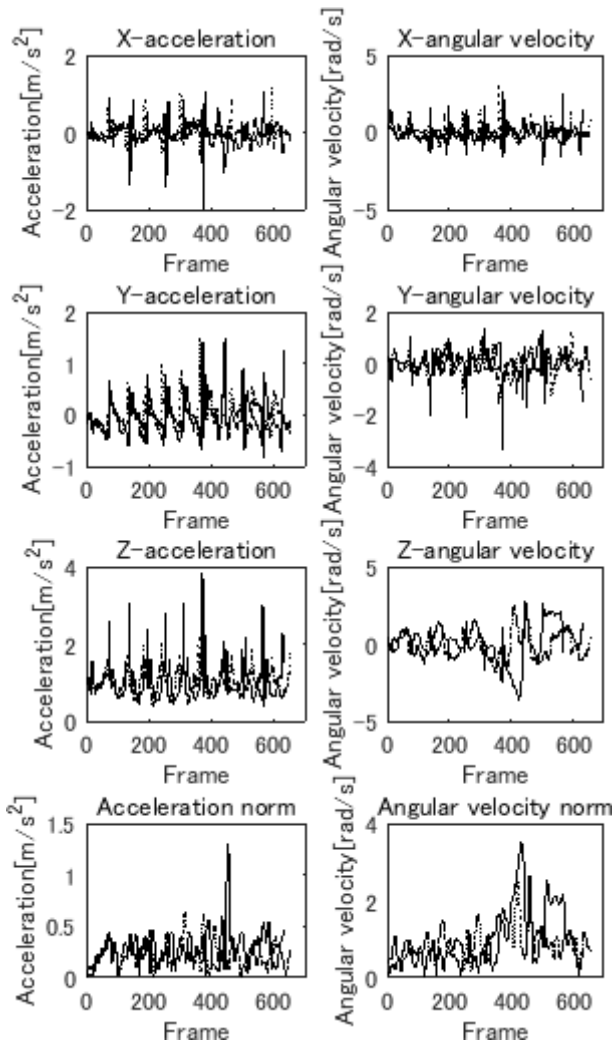 X-acceleration
Acceleration[m/s²]
2
0
−2
0 200 400 600
Frame
X-angular velocity
Angular velocity[rad/s]
5
0
−5
0 200 400 600
Frame
Y-acceleration
Acceleration[m/s²]
2
1
0
−1
0 200 400 600
Frame
Y-angular velocity
Angular velocity[rad/s]
2
0
−2
−4
0 200 400 600
Frame
Z-acceleration
Acceleration[m/s²]
4
2
0
0 200 400 600
Frame
Z-angular velocity
Angular velocity[rad/s]
5
0
−5
0 200 400 600
Frame
Acceleration norm
Acceleration[m/s²]
1.5
1
0.5
0
0 200 400 600
Frame
Angular velocity norm
Angular velocity[rad/s]
4
2
0
0 200 400 600
Frame